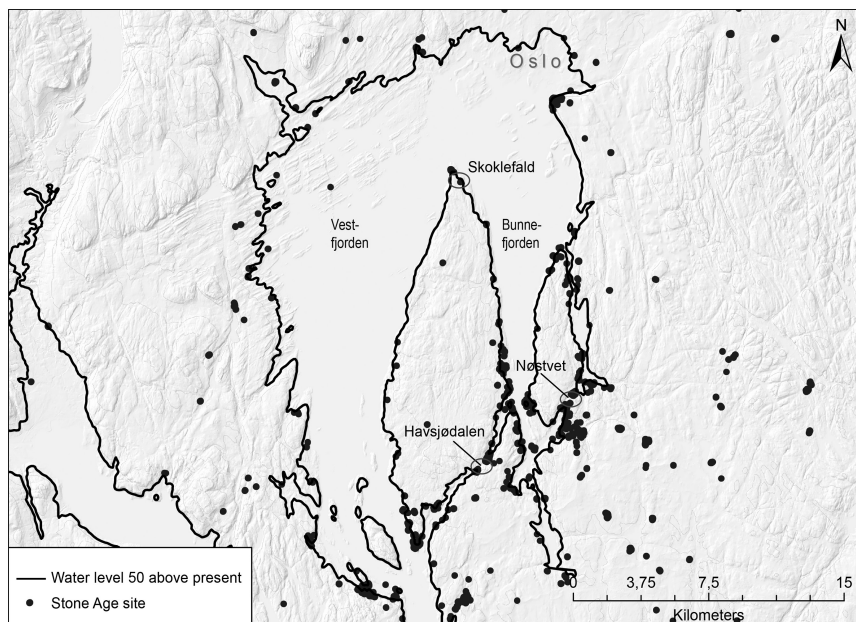 N
Oslo
Skoklefald
Vest-
fjorden
Bunne-
fjorden
Nøstvet
Havsjødalen
Water level 50 above present
Stone Age site
0 3,75 7,5 15
Kilometers